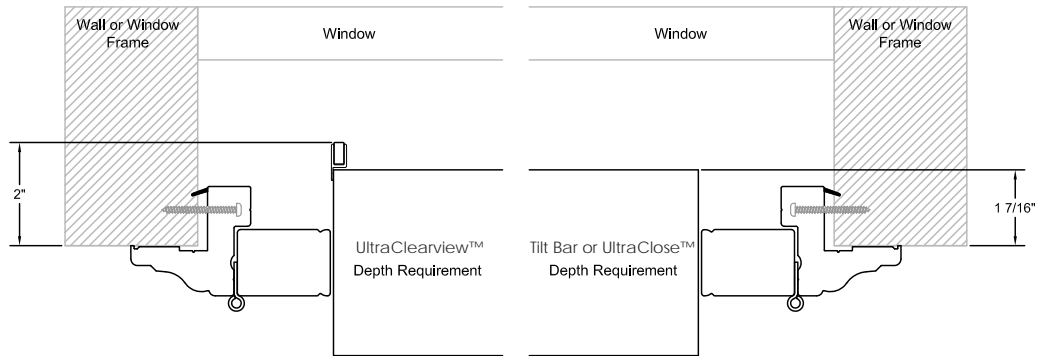 Wall or Window
Frame
Window
Window
Wall or Window
Frame
2"
1 7/16"
UltraClearview™
Depth Requirement
Tilt Bar or UltraClose™
Depth Requirement